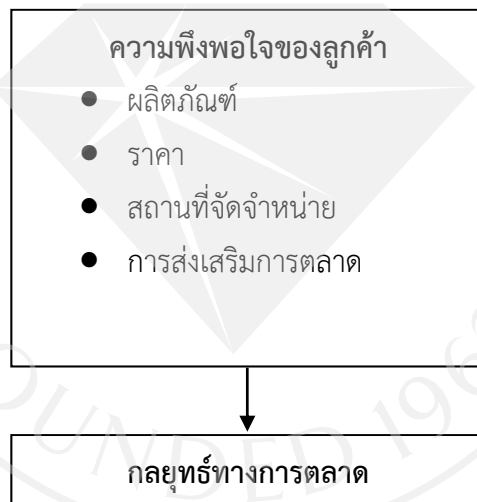 ความพึงพอใจของลูกค้า
● ผลิตภัณฑ์
● ราคา
● สถานที่จัดจำหน่าย
● การส่งเสริมการตลาด
กลยุทธ์ทางการตลาด
OUNDED 196